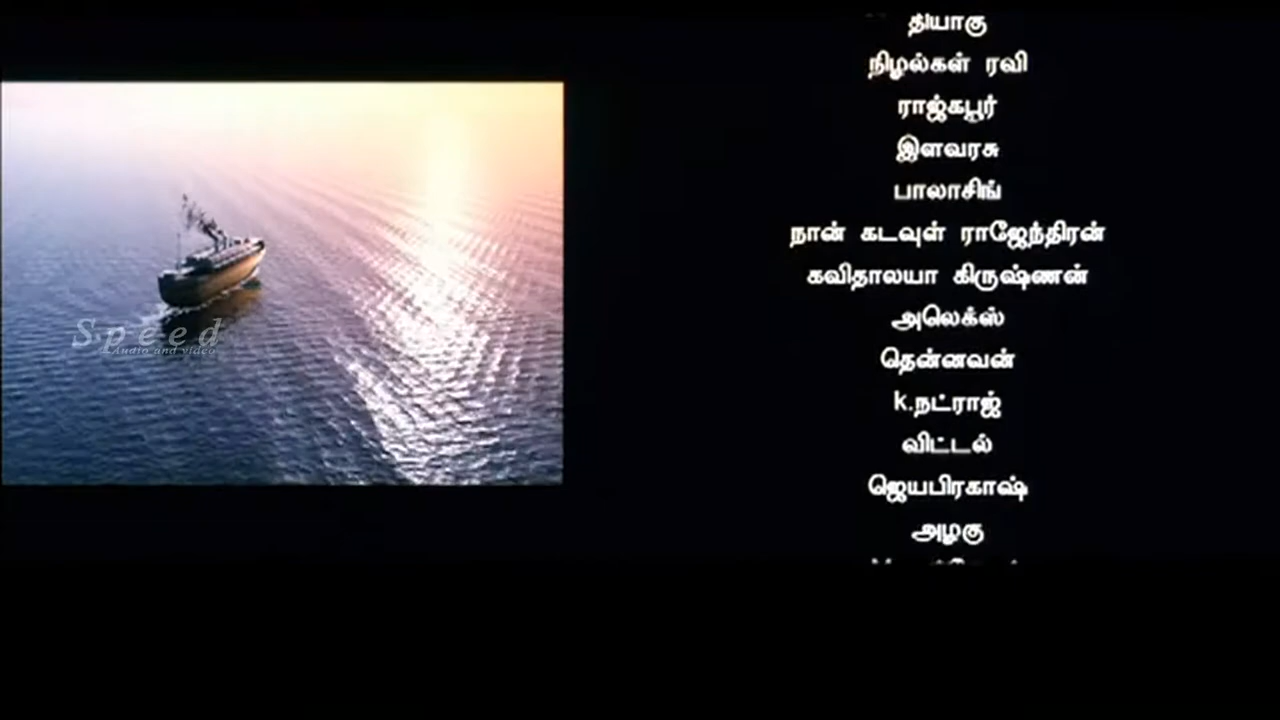 Speed
Audio and video
தியாகு
நிழல்கள் ரவி
ராஜ்கபூர்
இளவரசு
பாலாசிங்
நான் கடவுள் ராஜேந்திரன்
கவிதாலயா கிருஷ்ணன்
அலெக்ஸ்
தென்னவன்
k.நட்ராஜ்
விட்டல்
ஜெயபிரகாஷ்
அழகு